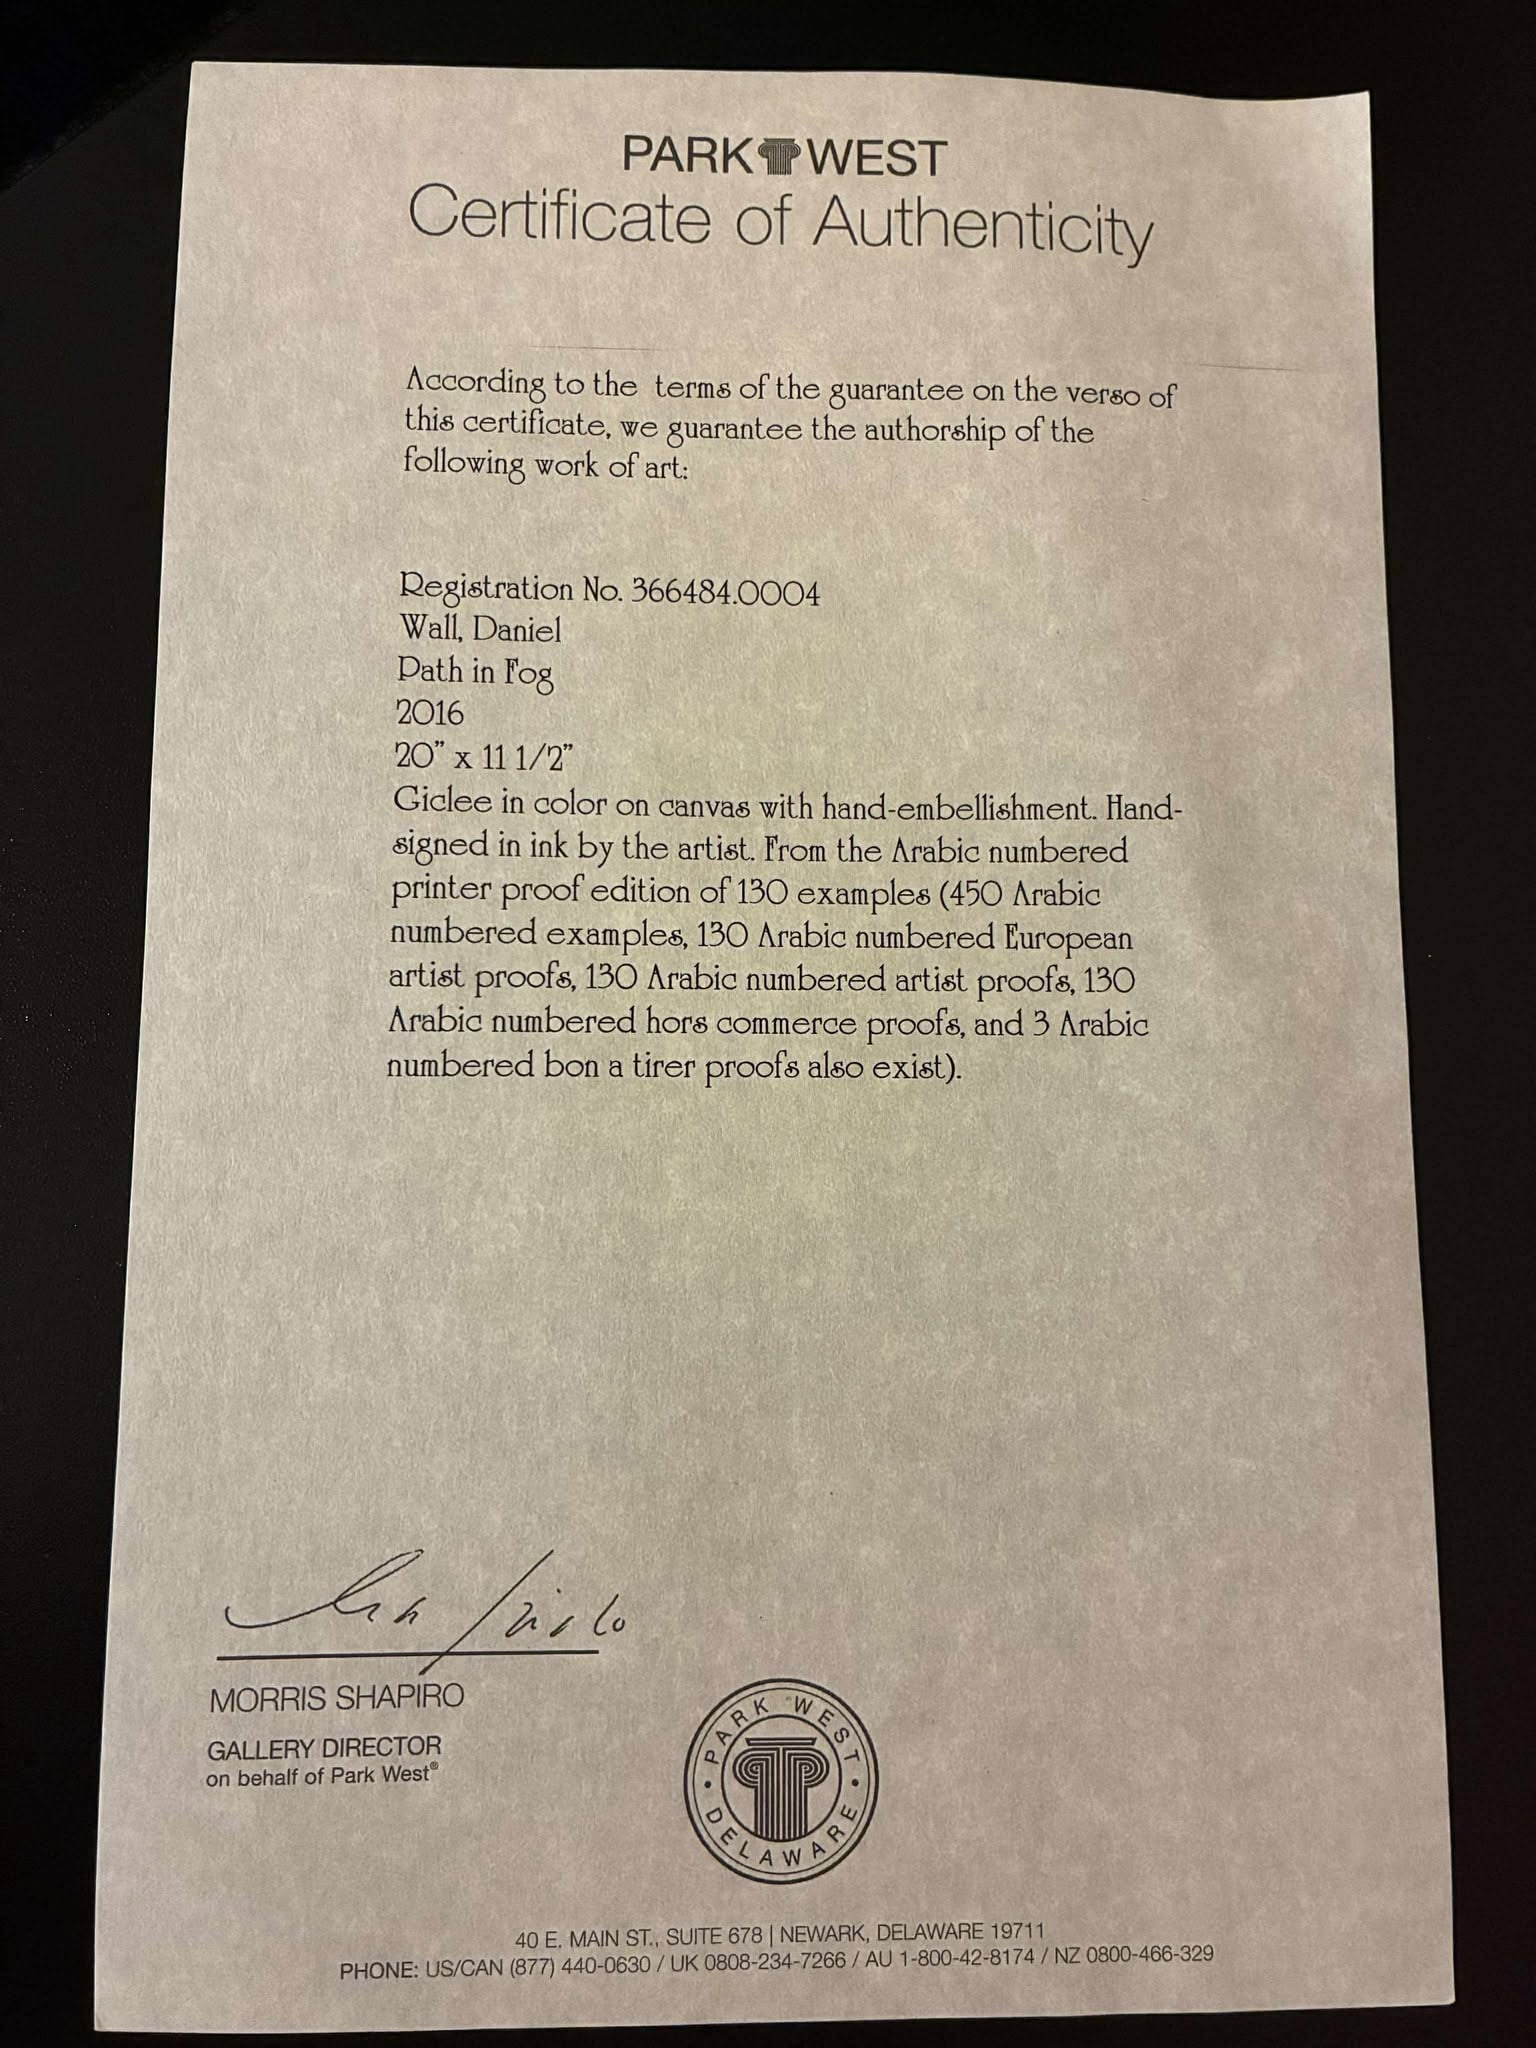 PARK WEST
Certificate of Authenticity
According to the terms of the guarantee on the verso of
this certificate, we guarantee the authorship of the
following work of art:
Registration No. 366484.0004
Wall, Daniel
Path in Fog
2016
20" x 11 1/2"
Giclee in color on canvas with hand-embellishment. Hand-
signed in ink by the artist. From the Arabic numbered
printer proof edition of 130 examples (450 Arabic
numbered examples, 130 Arabic numbered European
artist proofs, 130 Arabic numbered artist proofs, 130
Arabic numbered hors commerce proofs, and 3 Arabic
numbered bon a tirer proofs also exist).
MORRIS SHAPIRO
GALLERY DIRECTOR
on behalf of Park West®
PARK WEST
DELAWARE
40 E. MAIN ST., SUITE 678 | NEWARK, DELAWARE 19711
PHONE: US/CAN (877) 440-0630 / UK 0808-234-7266 / AU 1-800-42-8174 / NZ 0800-466-329